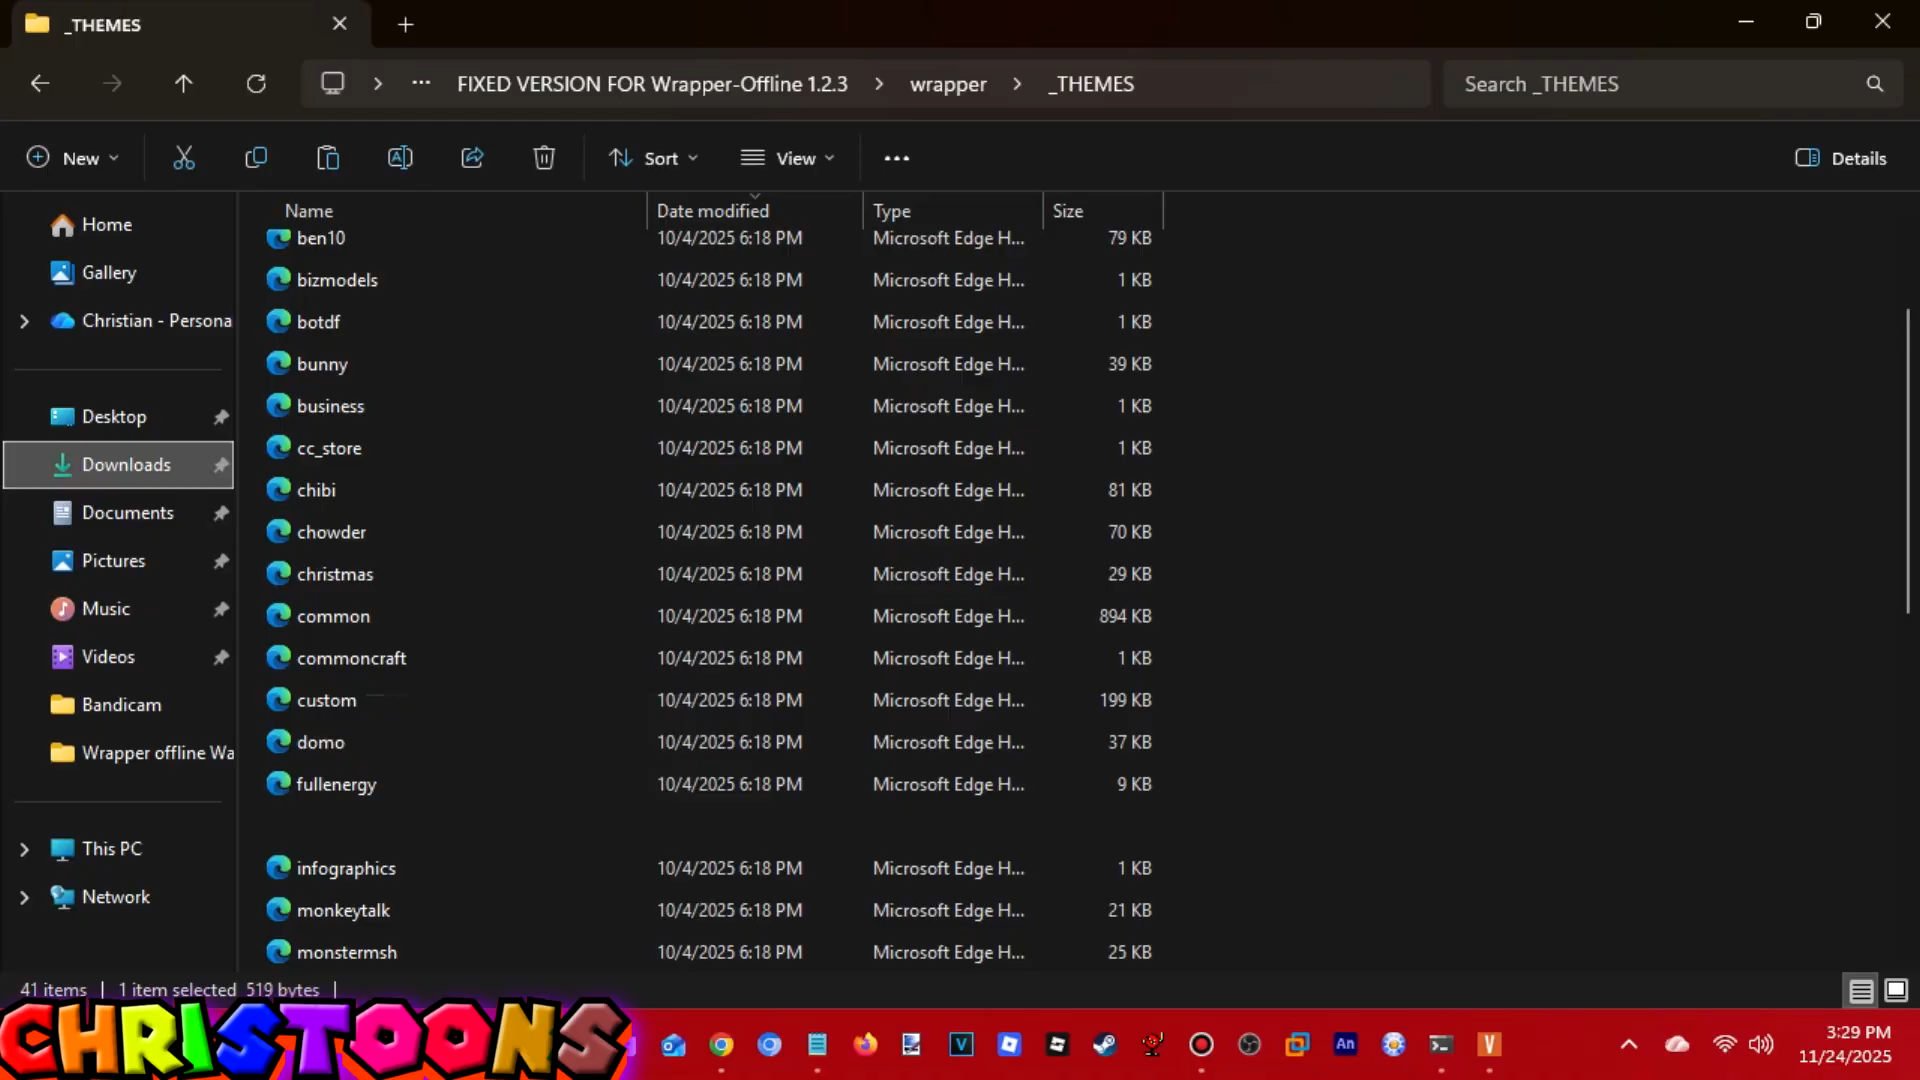 _THEMES
FIXED VERSION FOR Wrapper-Offline 1.2.3 wrapper _THEMES
Search _THEMES
New
Sort
View
Details
Name Date modified Type Size
Home
Gallery
Christian - Persona
Desktop
Downloads
Documents
Pictures
Music
Videos
Bandicam
Wrapper offline Wa
This PC
Network
ben10 10/4/2025 6:18 PM Microsoft Edge H... 79 KB
bizmodels 10/4/2025 6:18 PM Microsoft Edge H... 1 KB
botdf 10/4/2025 6:18 PM Microsoft Edge H... 1 KB
bunny 10/4/2025 6:18 PM Microsoft Edge H... 39 KB
business 10/4/2025 6:18 PM Microsoft Edge H... 1 KB
cc_store 10/4/2025 6:18 PM Microsoft Edge H... 1 KB
chibi 10/4/2025 6:18 PM Microsoft Edge H... 81 KB
chowder 10/4/2025 6:18 PM Microsoft Edge H... 70 KB
christmas 10/4/2025 6:18 PM Microsoft Edge H... 29 KB
common 10/4/2025 6:18 PM Microsoft Edge H... 894 KB
commoncraft 10/4/2025 6:18 PM Microsoft Edge H... 1 KB
custom 10/4/2025 6:18 PM Microsoft Edge H... 199 KB
domo 10/4/2025 6:18 PM Microsoft Edge H... 37 KB
fullenergy 10/4/2025 6:18 PM Microsoft Edge H... 9 KB
infographics 10/4/2025 6:18 PM Microsoft Edge H... 1 KB
monkeytalk 10/4/2025 6:18 PM Microsoft Edge H... 21 KB
monstermsh 10/4/2025 6:18 PM Microsoft Edge H... 25 KB
41 items 1 item selected 519 bytes
CHRISTOONS
3:29 PM
11/24/2025